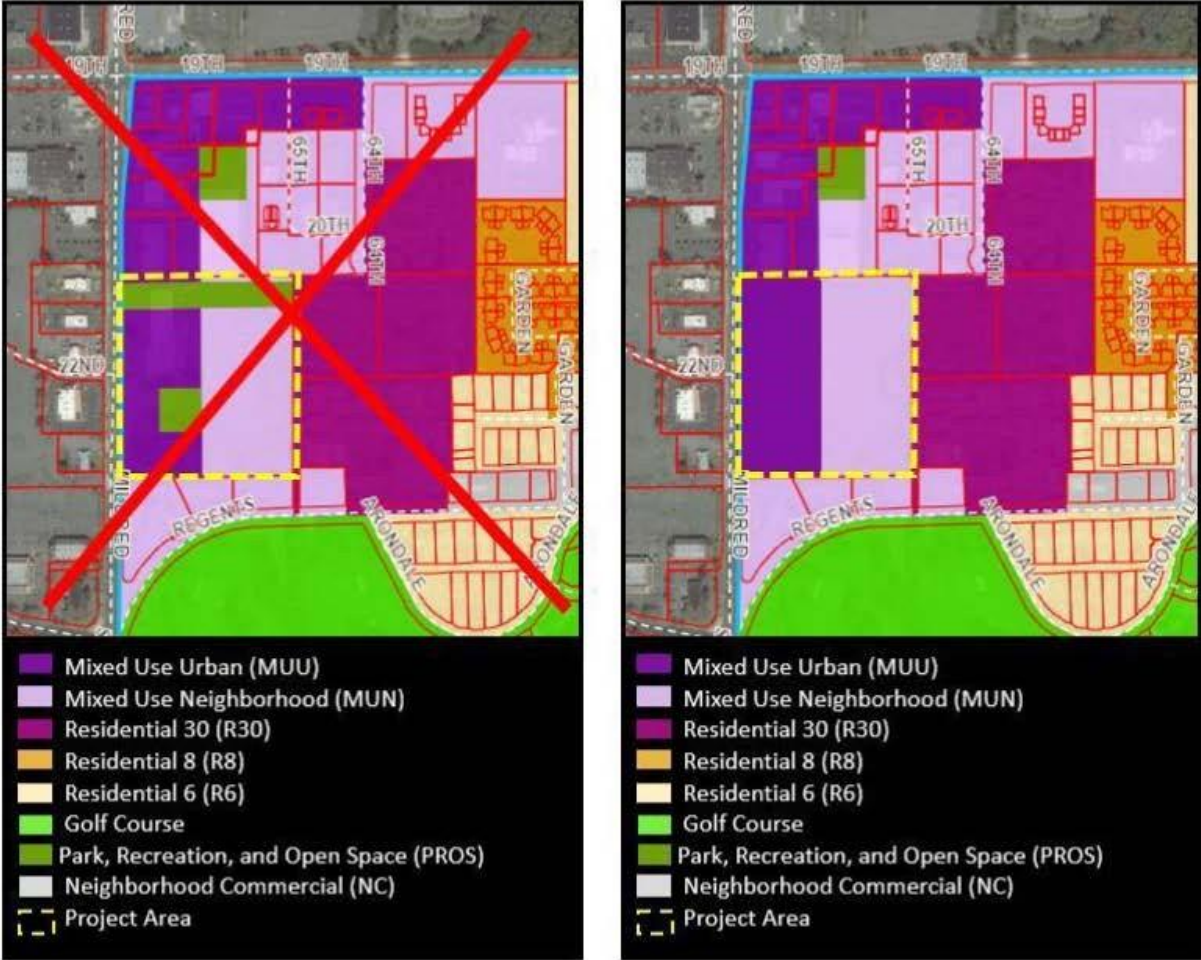 RED
19TH
19TH
19TH
65TH
64TH
20TH
64TH
GARDEN
GARDEN
22ND
MILDRED
REGENTS
ARONDALE
ARONDALE
S
Mixed Use Urban (MUU)
Mixed Use Neighborhood (MUN)
Residential 30 (R30)
Residential 8 (R8)
Residential 6 (R6)
Golf Course
Park, Recreation, and Open Space (PROS)
Neighborhood Commercial (NC)
Project Area
RED
19TH
19TH
19TH
65TH
64TH
20TH
64TH
GARDEN
GARDEN
22ND
MILDRED
REGENTS
ARONDALE
ARONDALE
S
Mixed Use Urban (MUU)
Mixed Use Neighborhood (MUN)
Residential 30 (R30)
Residential 8 (R8)
Residential 6 (R6)
Golf Course
Park, Recreation, and Open Space (PROS)
Neighborhood Commercial (NC)
Project Area